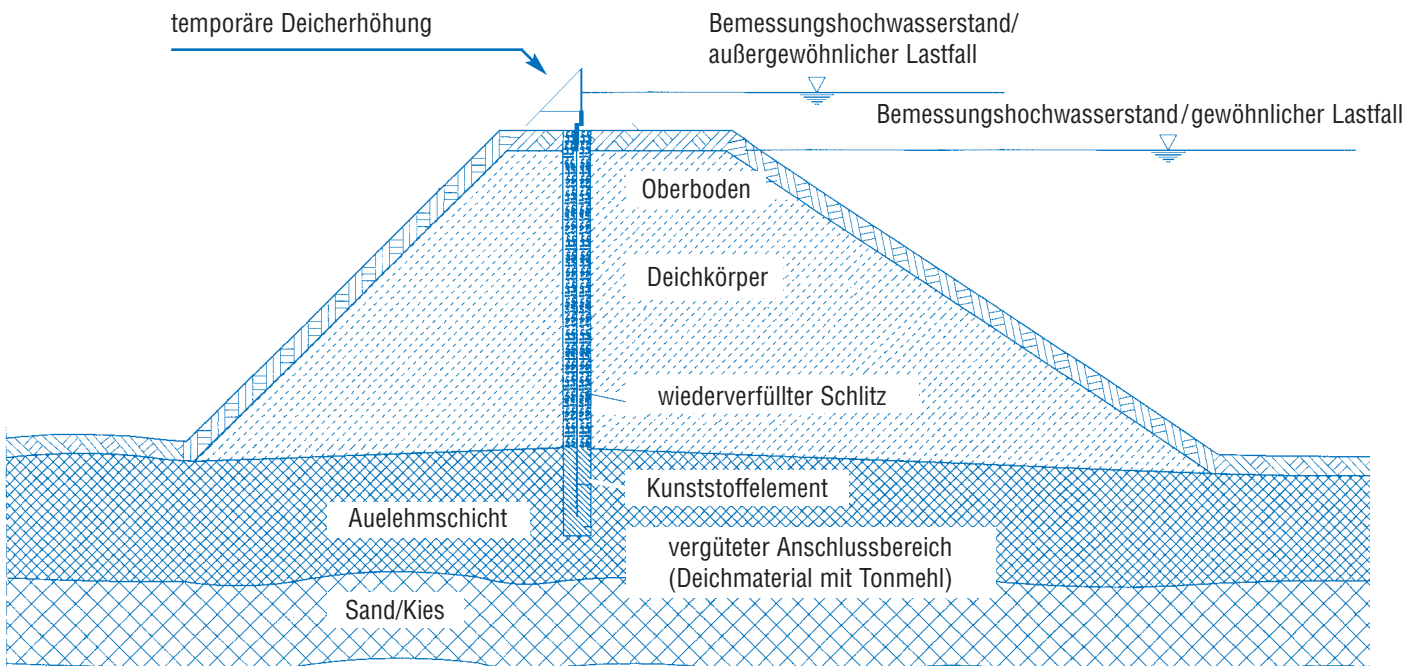 temporäre Deicherhöhung
Bemessungshochwasserstand/
außergewöhnlicher Lastfall
Bemessungshochwasserstand/gewöhnlicher Lastfall
Oberboden
Deichkörper
wiederverfüllter Schlitz
Kunststoffelement
Auelehmschicht
vergüteter Anschlussbereich
(Deichmaterial mit Tonmehl)
Sand/Kies